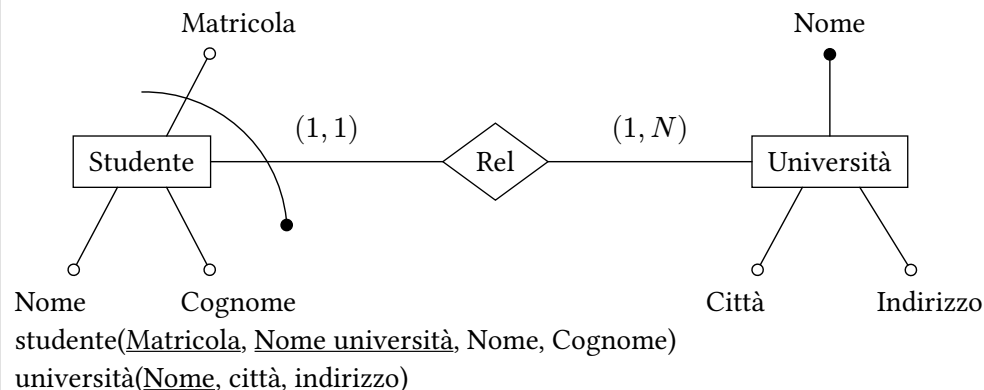 Matricola
Nome
(1, 1)
(1, N)
Studente
Rel
Università
Nome
Cognome
Città
Indirizzo
studente(Matricola, Nome università, Nome, Cognome)
università(Nome, città, indirizzo)